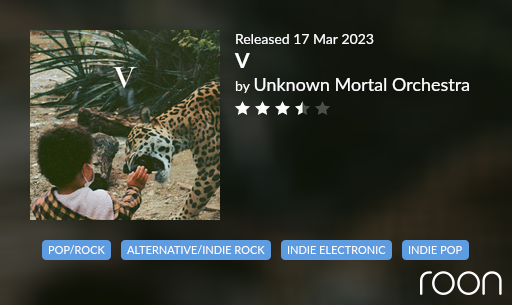 V
Released 17 Mar 2023
V
by Unknown Mortal Orchestra
POP/ROCK ALTERNATIVE/INDIE ROCK INDIE ELECTRONIC INDIE POP
roon